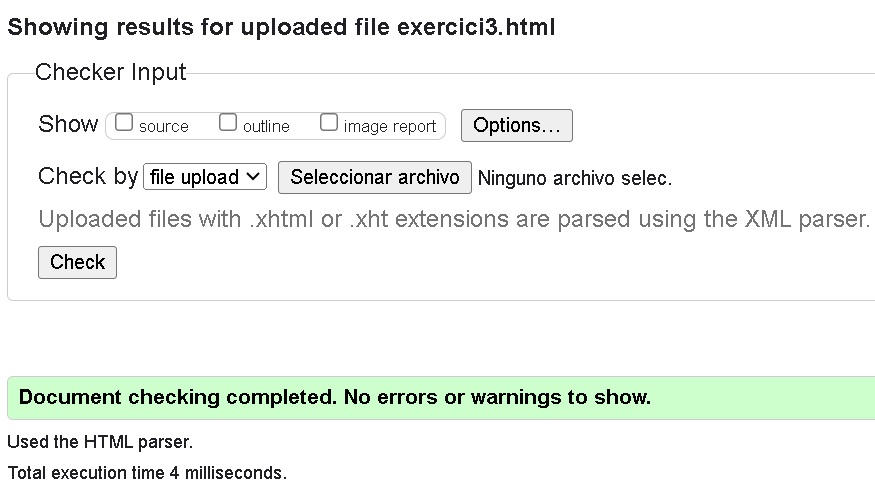 Showing results for uploaded file exercici3.html
Checker Input
Show source outline image report Options...
Check by file upload Seleccionar archivo Ninguno archivo selec.
Uploaded files with .xhtml or .xht extensions are parsed using the XML parser.
Check
Document checking completed. No errors or warnings to show.
Used the HTML parser.
Total execution time 4 milliseconds.